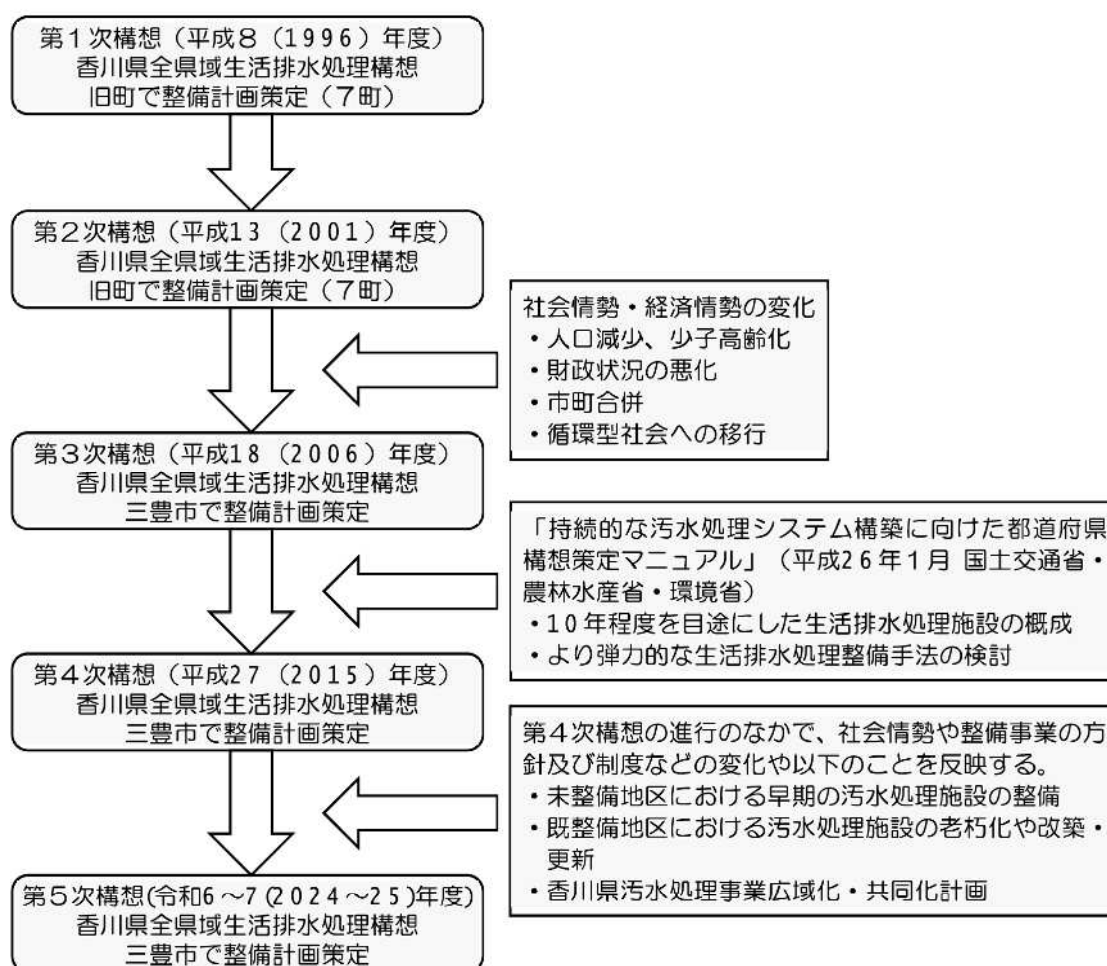 第１次構想（平成８（1996）年度）
香川県全県域生活排水処理構想
旧町で整備計画策定（７町）
第２次構想（平成13（2001）年度）
香川県全県域生活排水処理構想
旧町で整備計画策定（７町）
社会情勢・経済情勢の変化
・人口減少、少子高齢化
・財政状況の悪化
・市町合併
・循環型社会への移行
第３次構想（平成18（2006）年度）
香川県全県域生活排水処理構想
三豊市で整備計画策定
「持続的な汚水処理システム構築に向けた都道府県
構想策定マニュアル」（平成26年１月 国土交通省・
農林水産省・環境省）
・10年程度を目途にした生活排水処理施設の概成
・より弾力的な生活排水処理整備手法の検討
第４次構想（平成27（2015）年度）
香川県全県域生活排水処理構想
三豊市で整備計画策定
第４次構想の進行のなかで、社会情勢や整備事業の方
針及び制度などの変化や以下のことを反映する。
・未整備地区における早期の汚水処理施設の整備
・既整備地区における汚水処理施設の老朽化や改築・
更新
・香川県汚水処理事業広域化・共同化計画
第５次構想(令和6～7(2024～25)年度)
香川県全県域生活排水処理構想
三豊市で整備計画策定